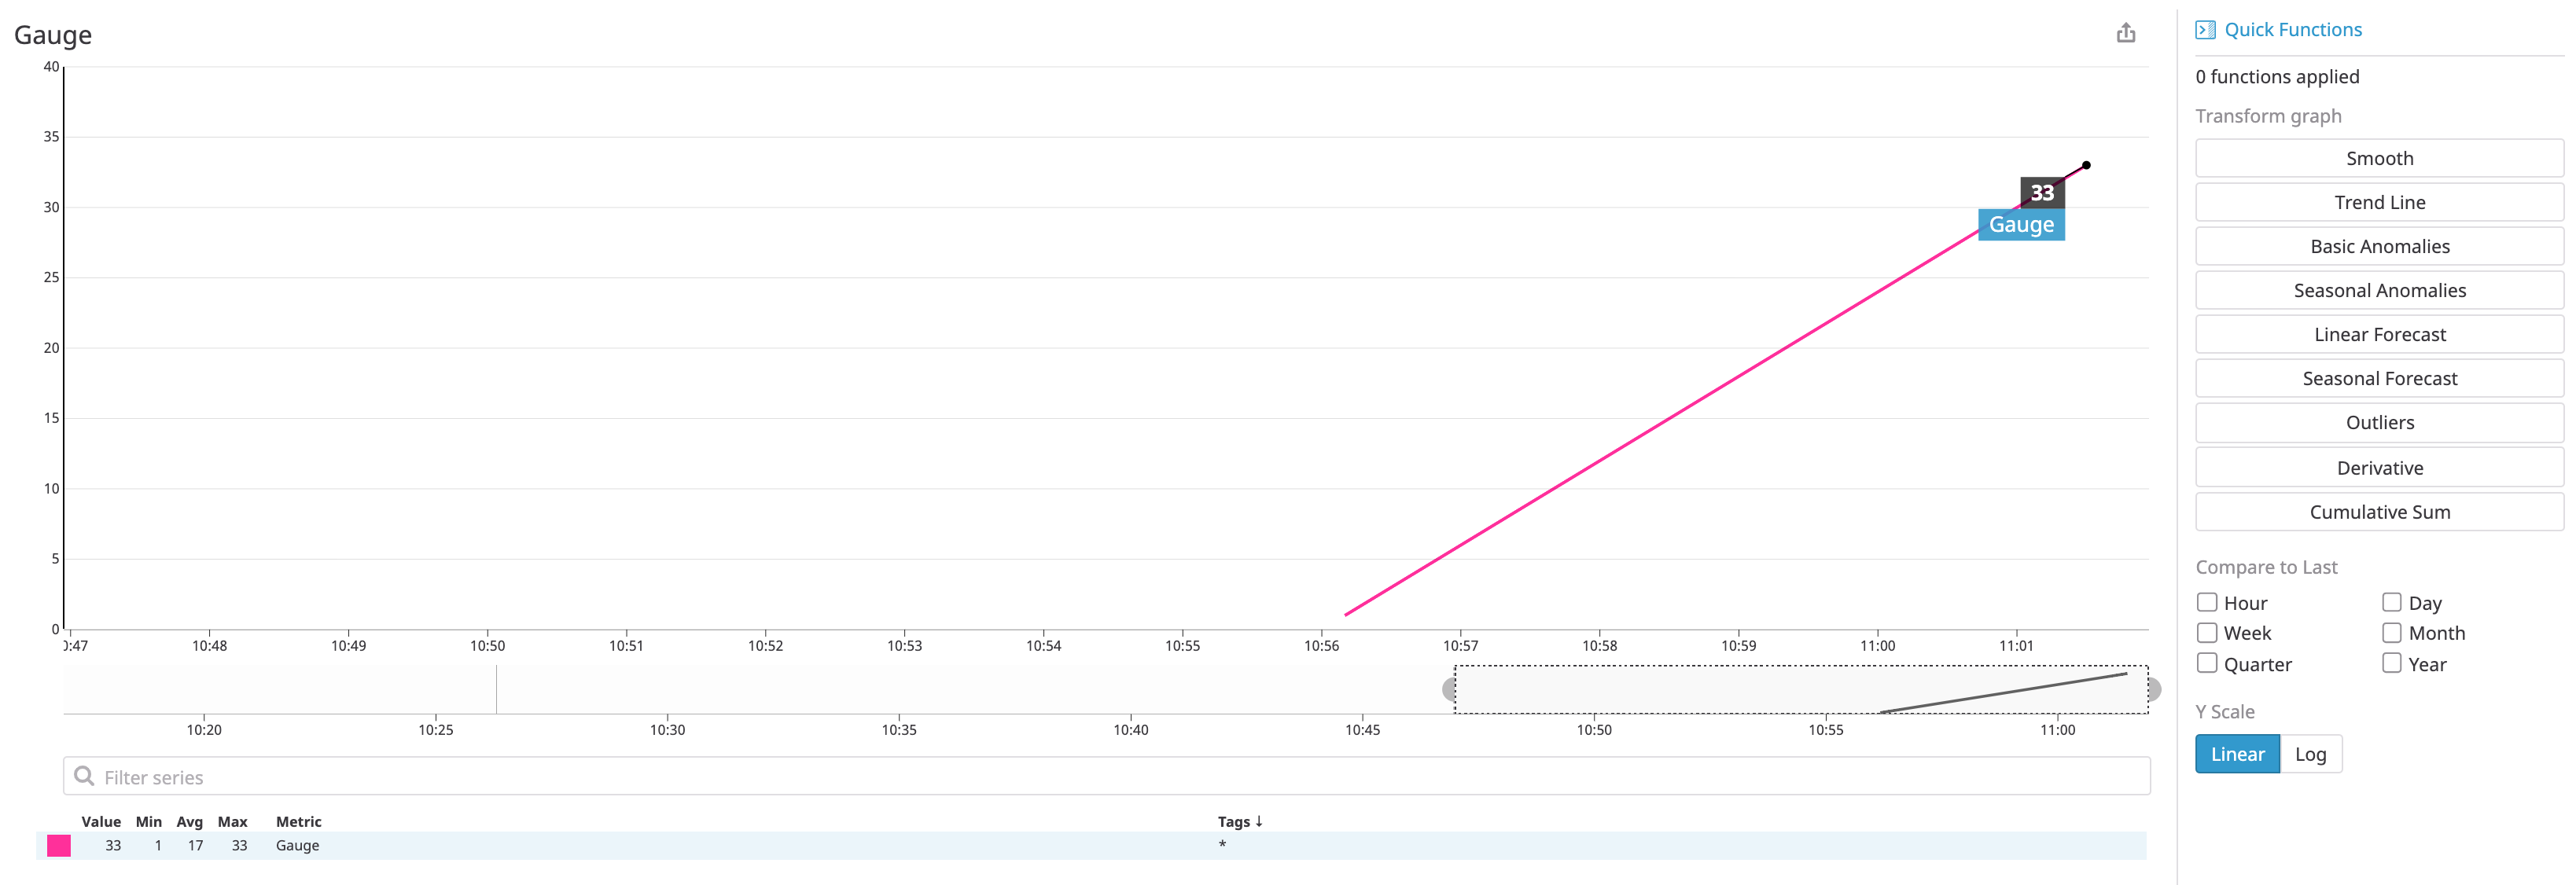 Gauge
40
35
30
25
20
15
10
5
0
33
Gauge
0:47 10:48 10:49 10:50 10:51 10:52 10:53 10:54 10:55 10:56 10:57 10:58 10:59 11:00 11:01
10:20 10:25 10:30 10:35 10:40 10:45 10:50 10:55 11:00
Filter series
Value Min Avg Max Metric Tags ↓
33 1 17 33 Gauge *
Quick Functions
0 functions applied
Transform graph
Smooth
Trend Line
Basic Anomalies
Seasonal Anomalies
Linear Forecast
Seasonal Forecast
Outliers
Derivative
Cumulative Sum
Compare to Last
Hour Day
Week Month
Quarter Year
Y Scale
Linear Log